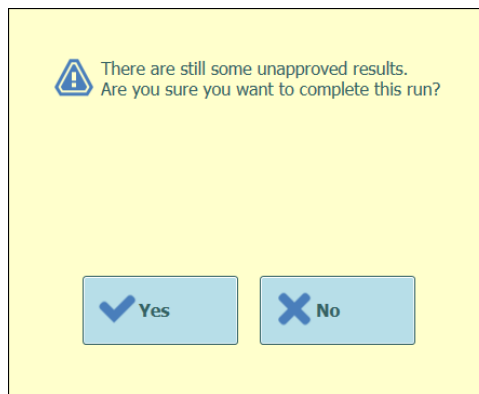 There are still some unapproved results.
Are you sure you want to complete this run?
Yes
No